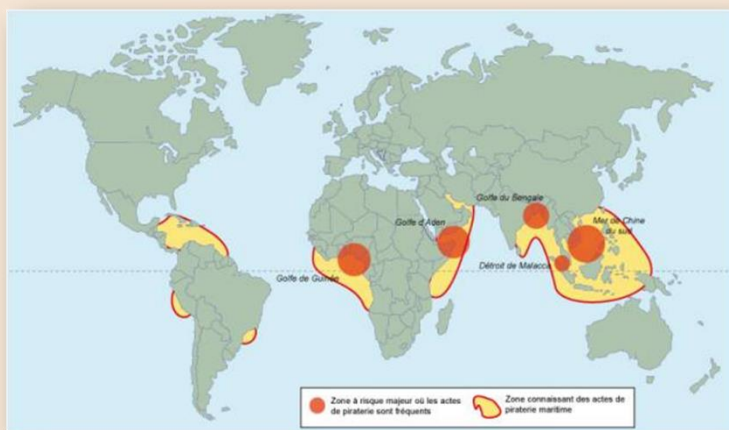 Golfe du Bengale
Mer de Chine
du sud
Golfe d'Aden
Détroit de Malacca
Golfe de Guinée
Zone à risque majeur où les actes
de piraterie sont fréquents
Zone connaissant des actes de
piraterie maritime